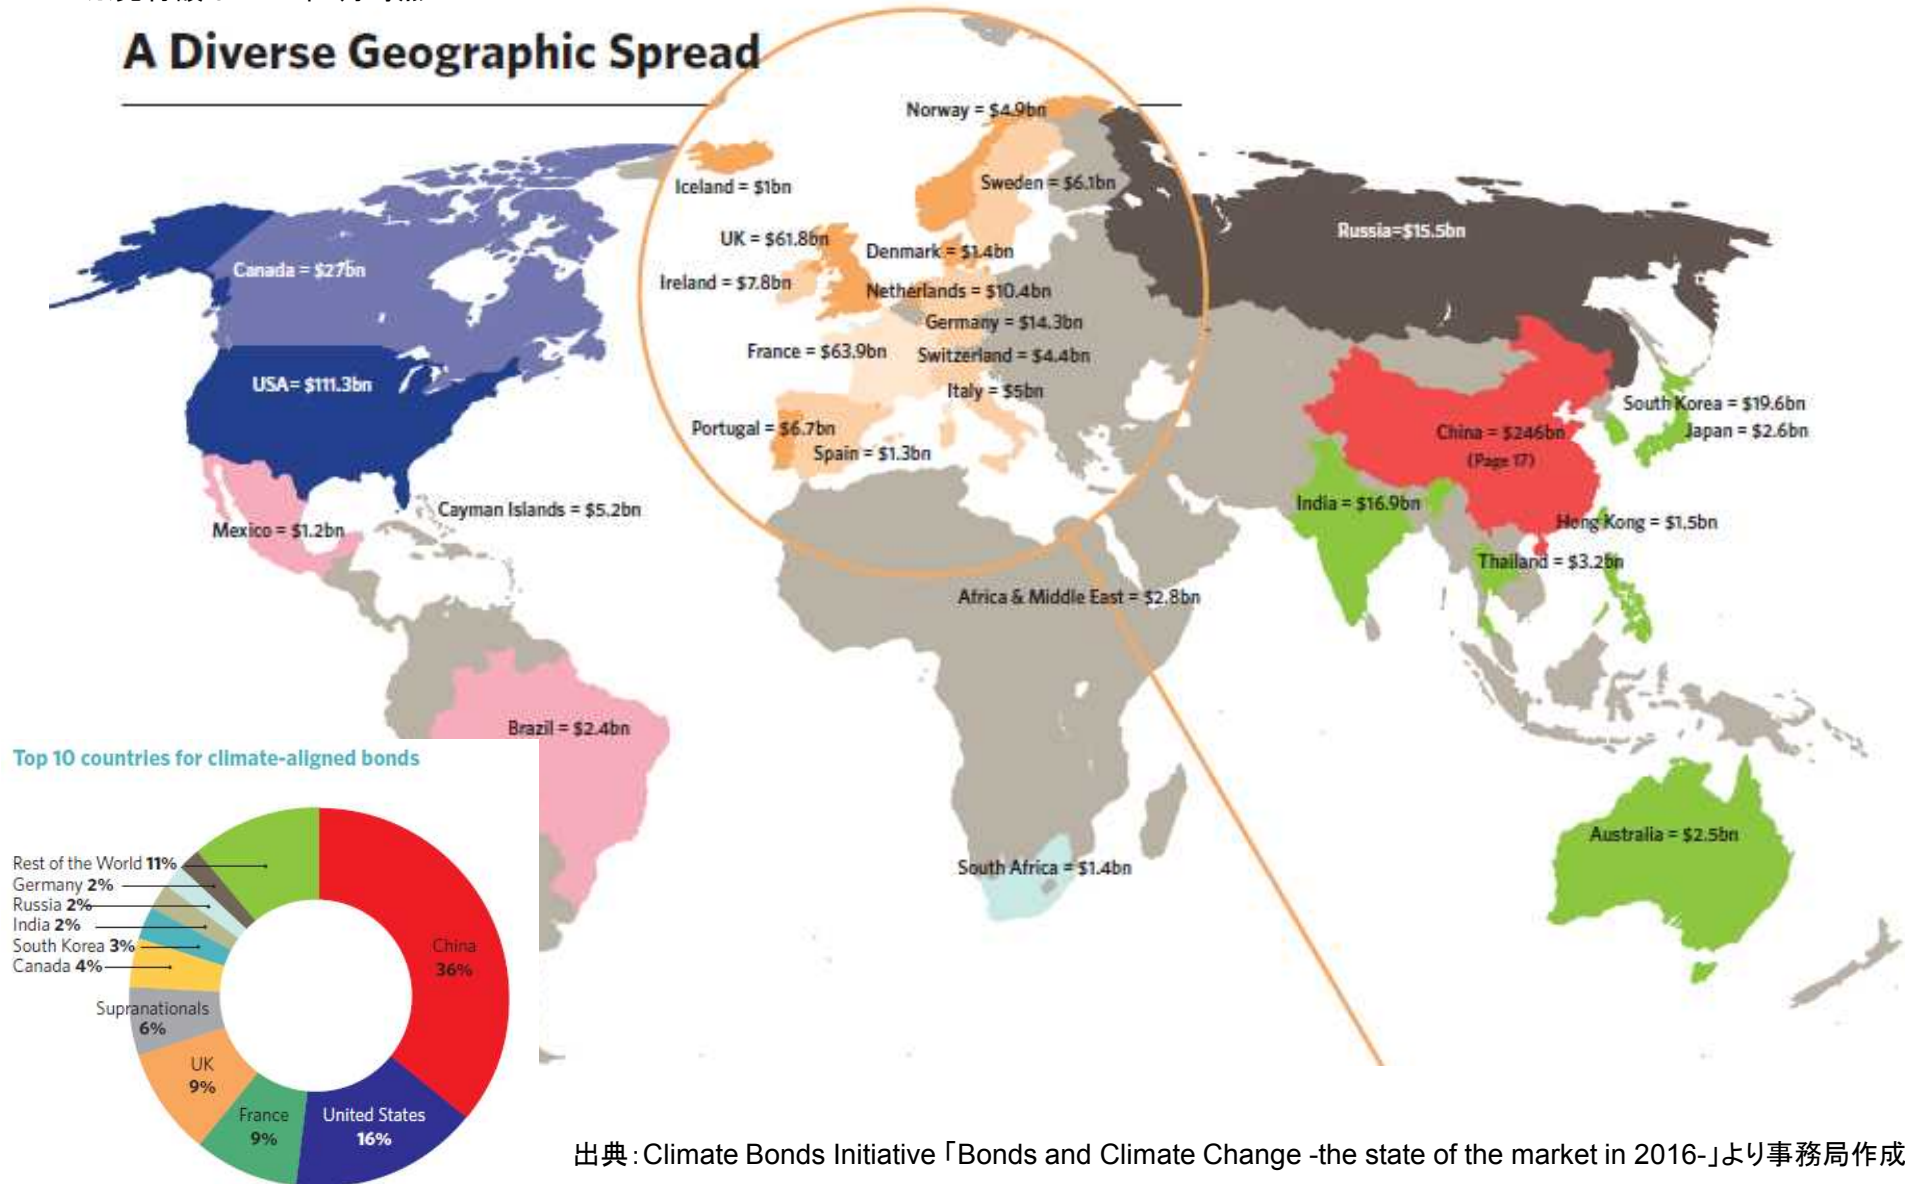 A Diverse Geographic Spread
Norway = $4.9bn
Iceland = $1bn
Sweden = $6.1bn
UK = $61.8bn
Denmark = $1.4bn
Ireland = $7.8bn
Netherlands = $10.4bn
Germany = $14.3bn
France = $63.9bn
Switzerland = $4.4bn
Italy = $5bn
Portugal = $6.7bn
Spain = $1.3bn
Russia=$15.5bn
Canada = $27bn
USA= $111.3bn
Mexico = $1.2bn
Cayman Islands = $5.2bn
South Korea = $19.6bn
Japan = $2.6bn
China = $246bn
(Page 17)
India = $16.9bn
Hong Kong = $1.5bn
Thailand = $3.2bn
Africa & Middle East = $2.8bn
Brazil = $2.4bn
South Africa = $1.4bn
Australia = $2.5bn
Top 10 countries for climate-aligned bonds
Rest of the World 11%
Germany 2%
Russia 2%
India 2%
South Korea 3%
Canada 4%
Supranationals
6%
UK
9%
France
9%
United States
16%
China
36%
出典:Climate Bonds Initiative「Bonds and Climate Change -the state of the market in 2016-」より事務局作成